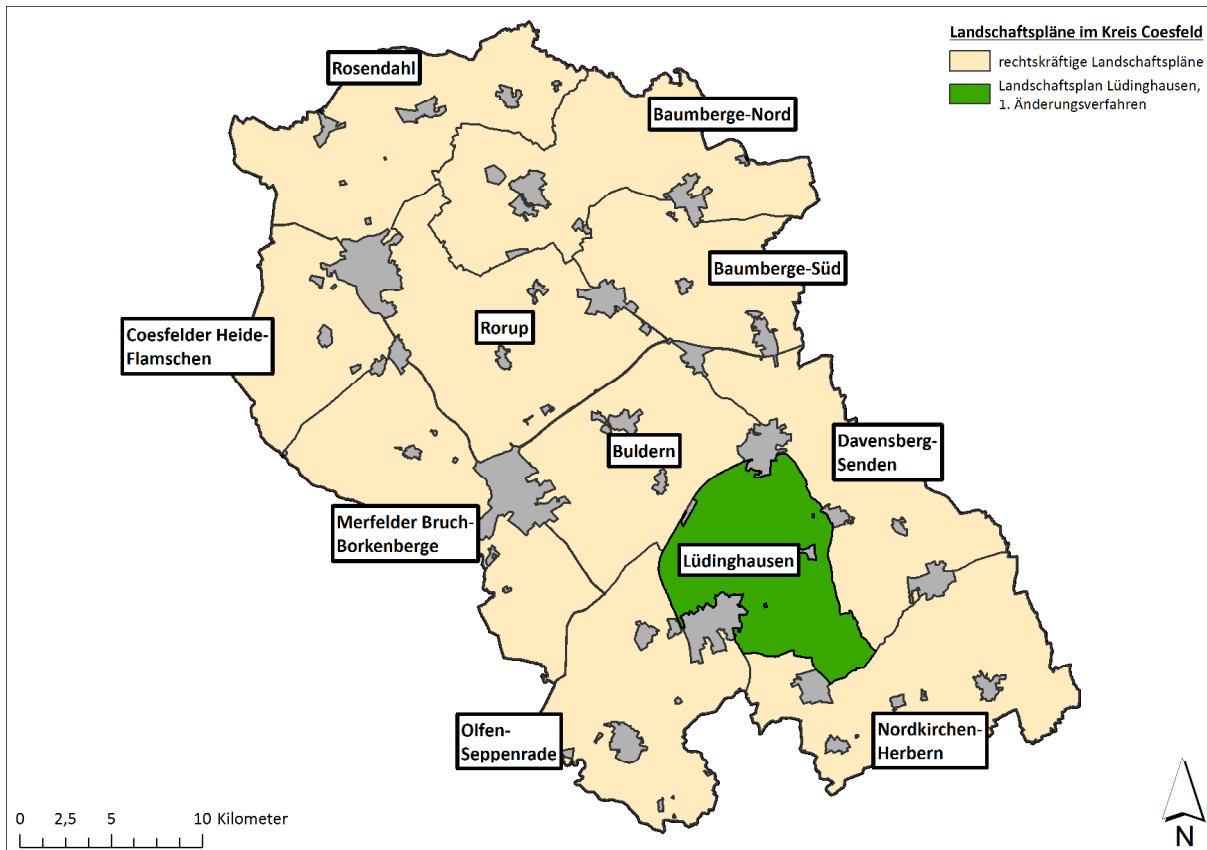 Landschaftspläne im Kreis Coesfeld
rechtskräftige Landschaftspläne
Landschaftsplan Lüdinghausen,
1. Änderungsverfahren
Rosendahl
Baumberge-Nord
Baumberge-Süd
Coesfelder Heide-
Flamschen
Rorup
Buldern
Davensberg-
Senden
Merfelder Bruch-
Borkenberge
Lüdinghausen
Olfen-
Seppenrade
Nordkirchen-
Herbern
0 2,5 5 10 Kilometer
N